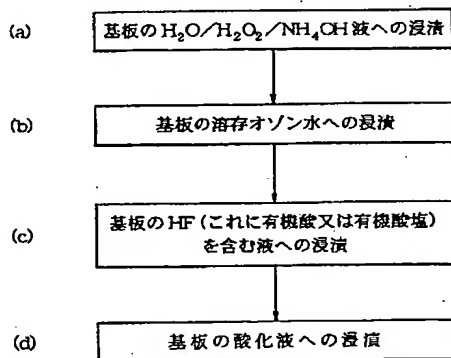 (a) 基板のH₂O／H₂O₂／NH₄OH液への浸漬
(b) 基板の溶存オゾン水への浸漬
(c) 基板のHF(これに有機酸又は有機酸塩)
を含む液への浸漬
(d) 基板の酸化液への浸漬